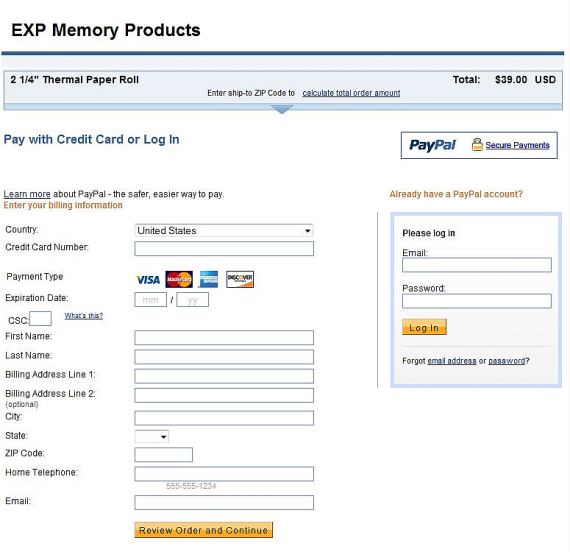 EXP Memory Products
2 1/4" Thermal Paper Roll
Total: $39.00 USD
Enter ship-to ZIP Code to calculate total order amount
Pay with Credit Card or Log In
PayPal Secure Payments
Learn more about PayPal - the safer, easier way to pay.
Enter your billing information
Already have a PayPal account?
Country:
United States
Credit Card Number:
Payment Type
VISA MasterCard AMERICAN EXPRESS DISCOVER
Expiration Date:
mm / yy
CSC:
What's this?
First Name:
Last Name:
Billing Address Line 1:
Billing Address Line 2:
(optional)
City:
State:
ZIP Code:
Home Telephone:
555-555-1234
Email:
Review Order and Continue
Please log in
Email:
Password:
Log In
Forgot email address or password?